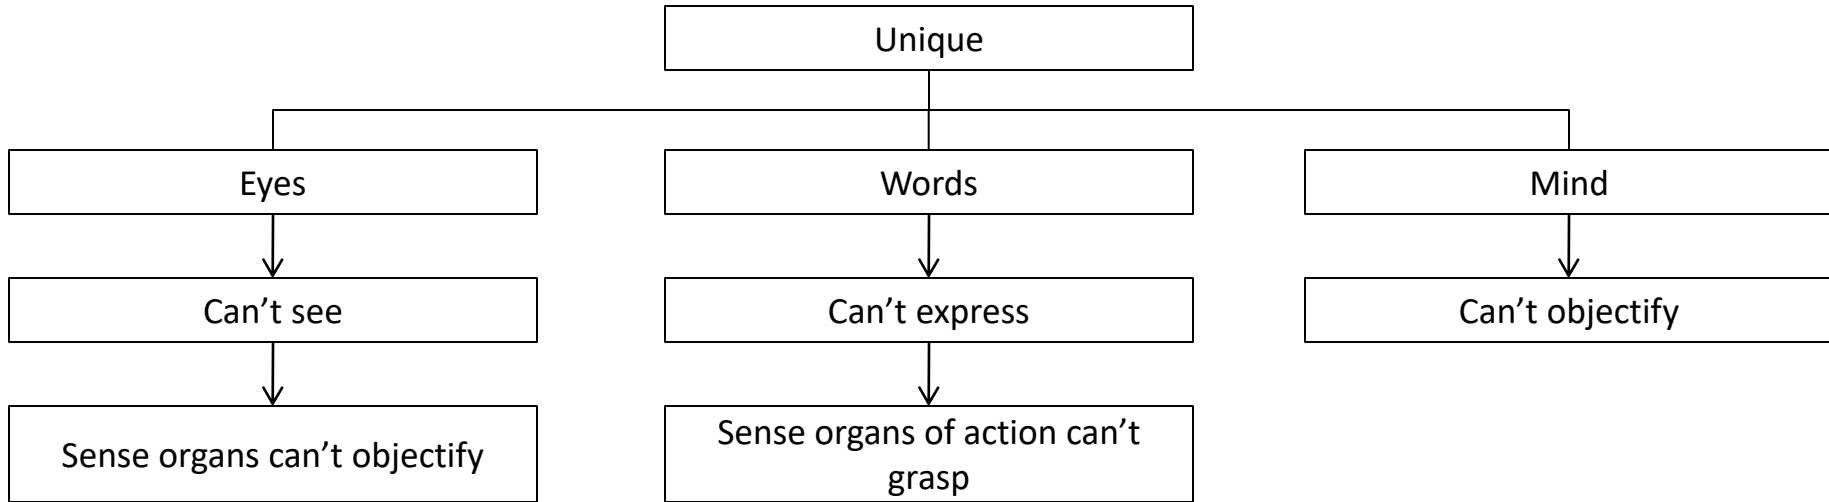 Unique
Eyes
Words
Mind
Can’t see
Can’t express
Can’t objectify
Sense organs can’t objectify
Sense organs of action can’t
grasp